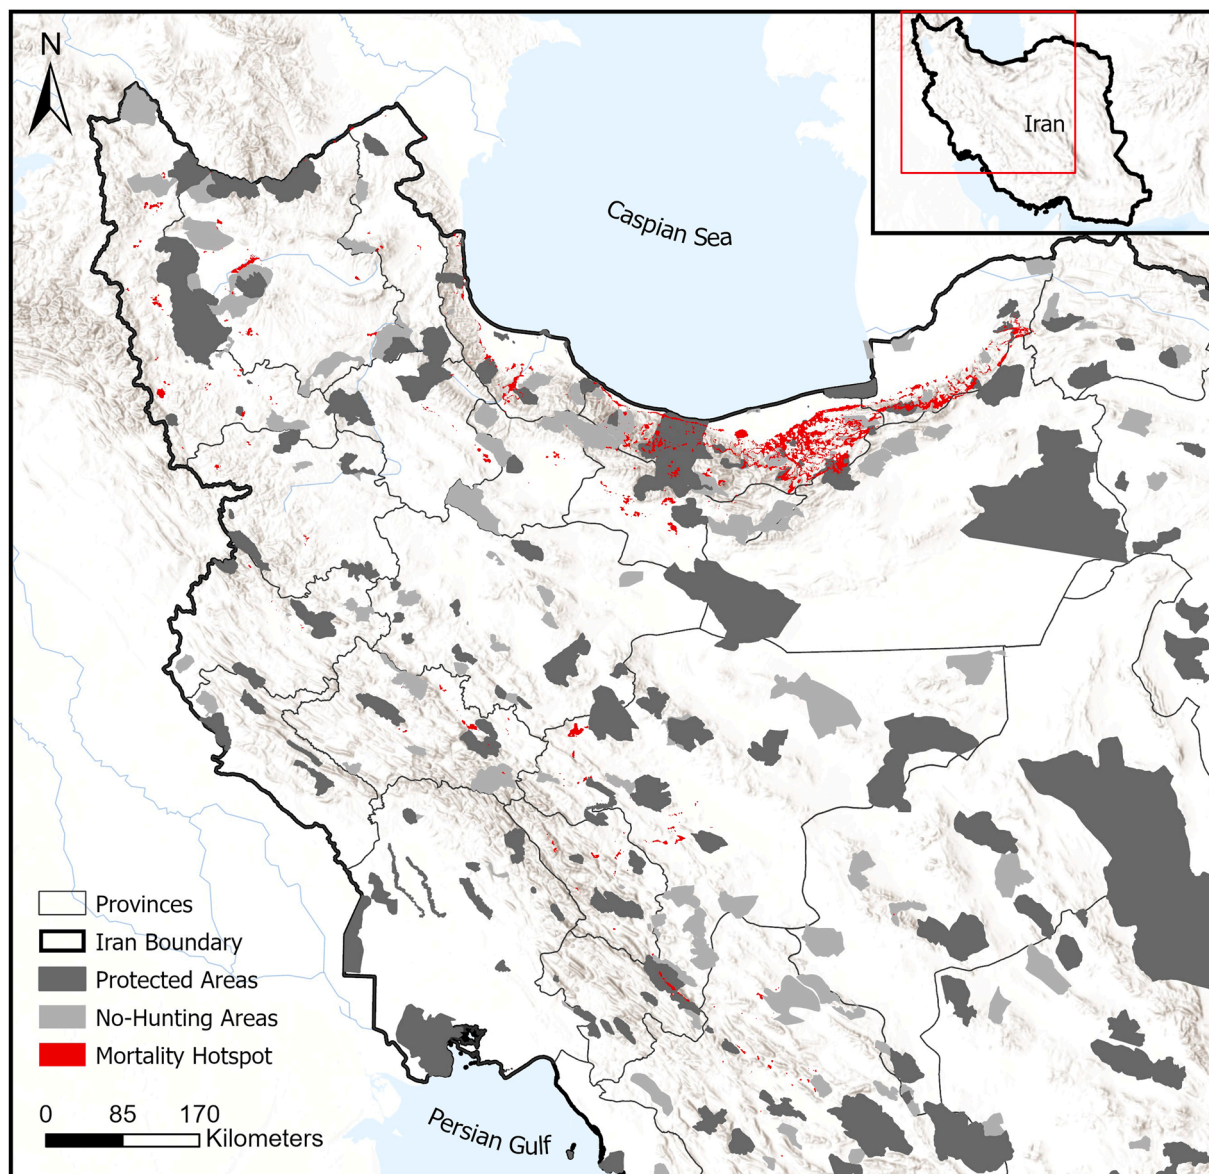 N
Iran
Caspian Sea
Provinces
Iran Boundary
Protected Areas
No-Hunting Areas
Mortality Hotspot
0 85 170
Kilometers
Persian Gulf